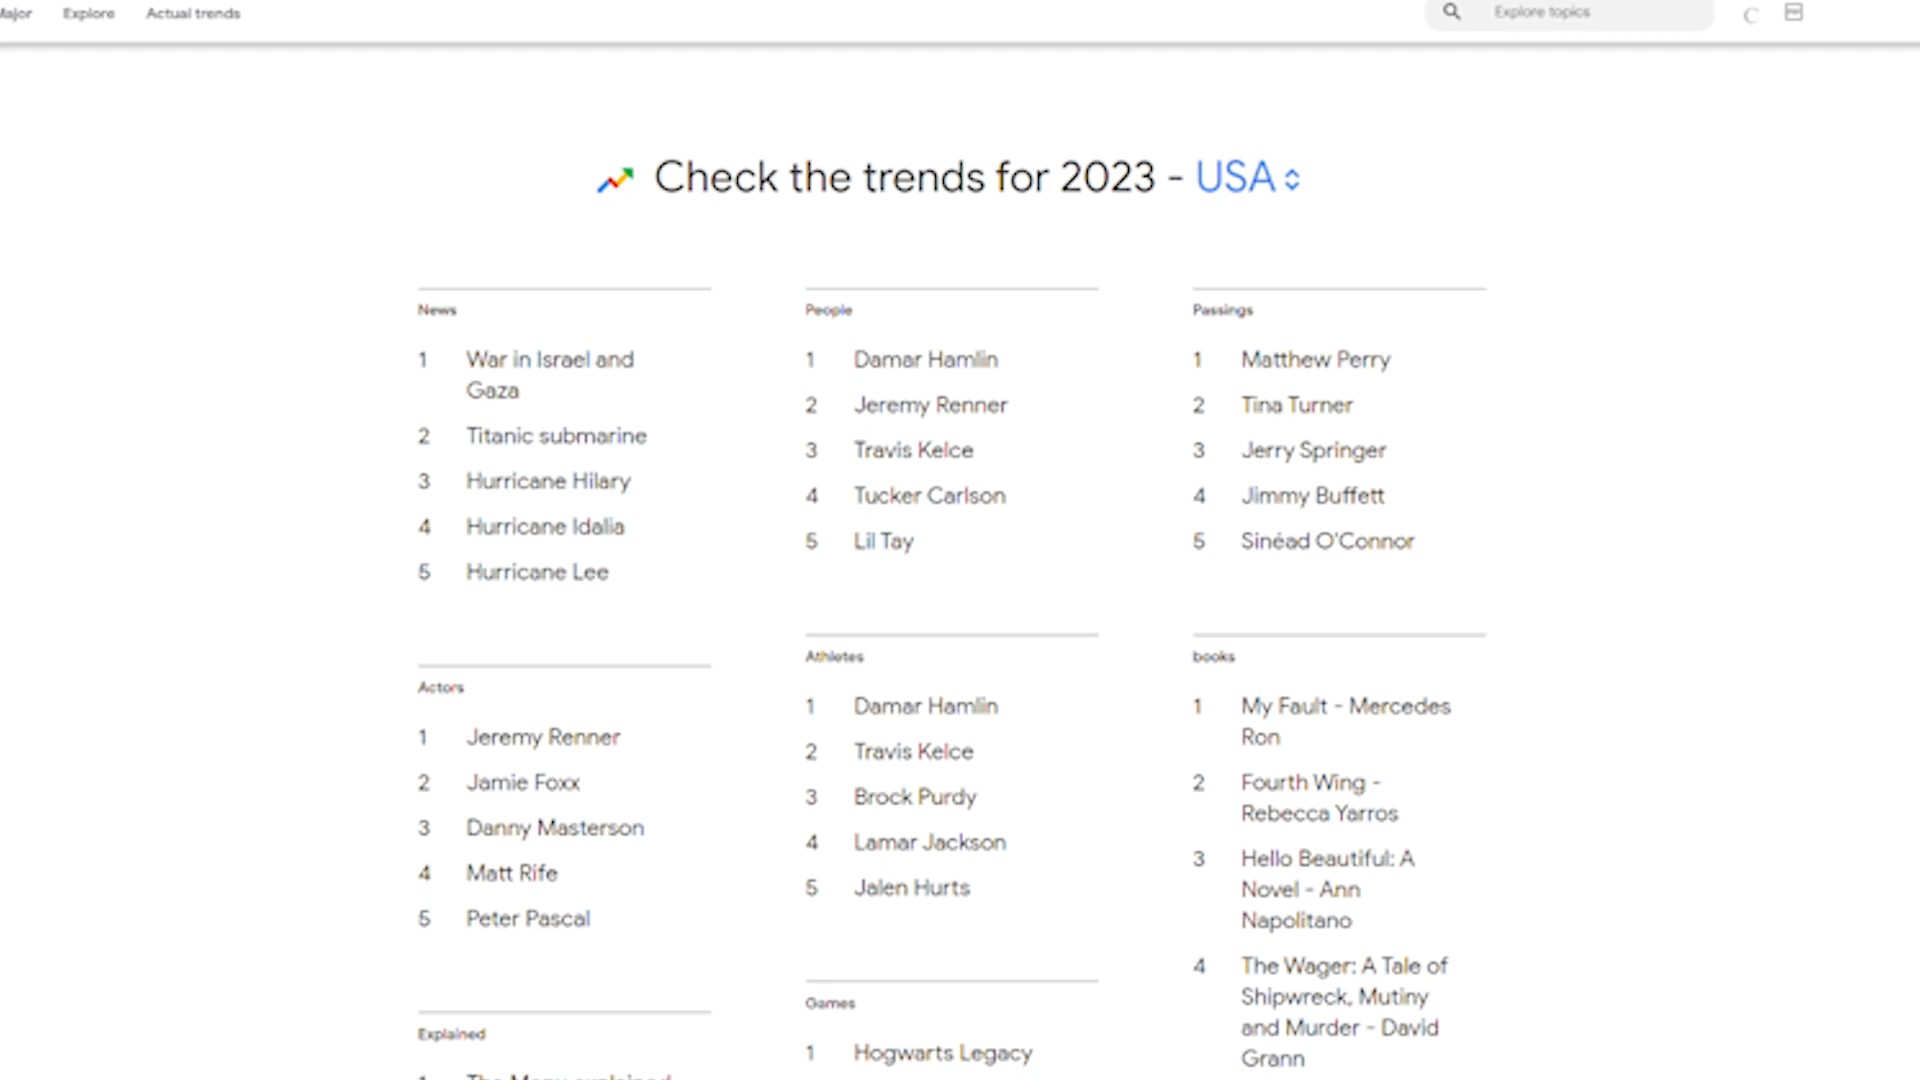 Major Explore Actual trends
Explore topics
Check the trends for 2023 - USA
News
1 War in Israel and
Gaza
2 Titanic submarine
3 Hurricane Hilary
4 Hurricane Idalia
5 Hurricane Lee
People
1 Damar Hamlin
2 Jeremy Renner
3 Travis Kelce
4 Tucker Carlson
5 Lil Tay
Passings
1 Matthew Perry
2 Tina Turner
3 Jerry Springer
4 Jimmy Buffett
5 Sinéad O'Connor
Actors
1 Jeremy Renner
2 Jamie Foxx
3 Danny Masterson
4 Matt Rife
5 Peter Pascal
Athletes
1 Damar Hamlin
2 Travis Kelce
3 Brock Purdy
4 Lamar Jackson
5 Jalen Hurts
books
1 My Fault - Mercedes
Ron
2 Fourth Wing -
Rebecca Yarros
3 Hello Beautiful: A
Novel - Ann
Napolitano
4 The Wager: A Tale of
Shipwreck, Mutiny
and Murder - David
Grann
Explained
1 The Menu explained
Games
1 Hogwarts Legacy